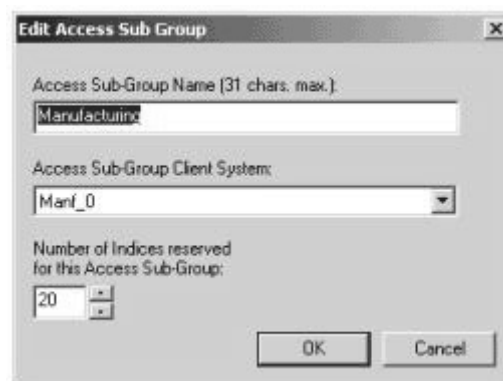 Edit Access Sub Group
Access Sub-Group Name (31 chars. max.):
Manufacturing
Access Sub-Group Client System:
Manf_0
Number of Indices reserved
for this Access Sub-Group:
20
OK
Cancel